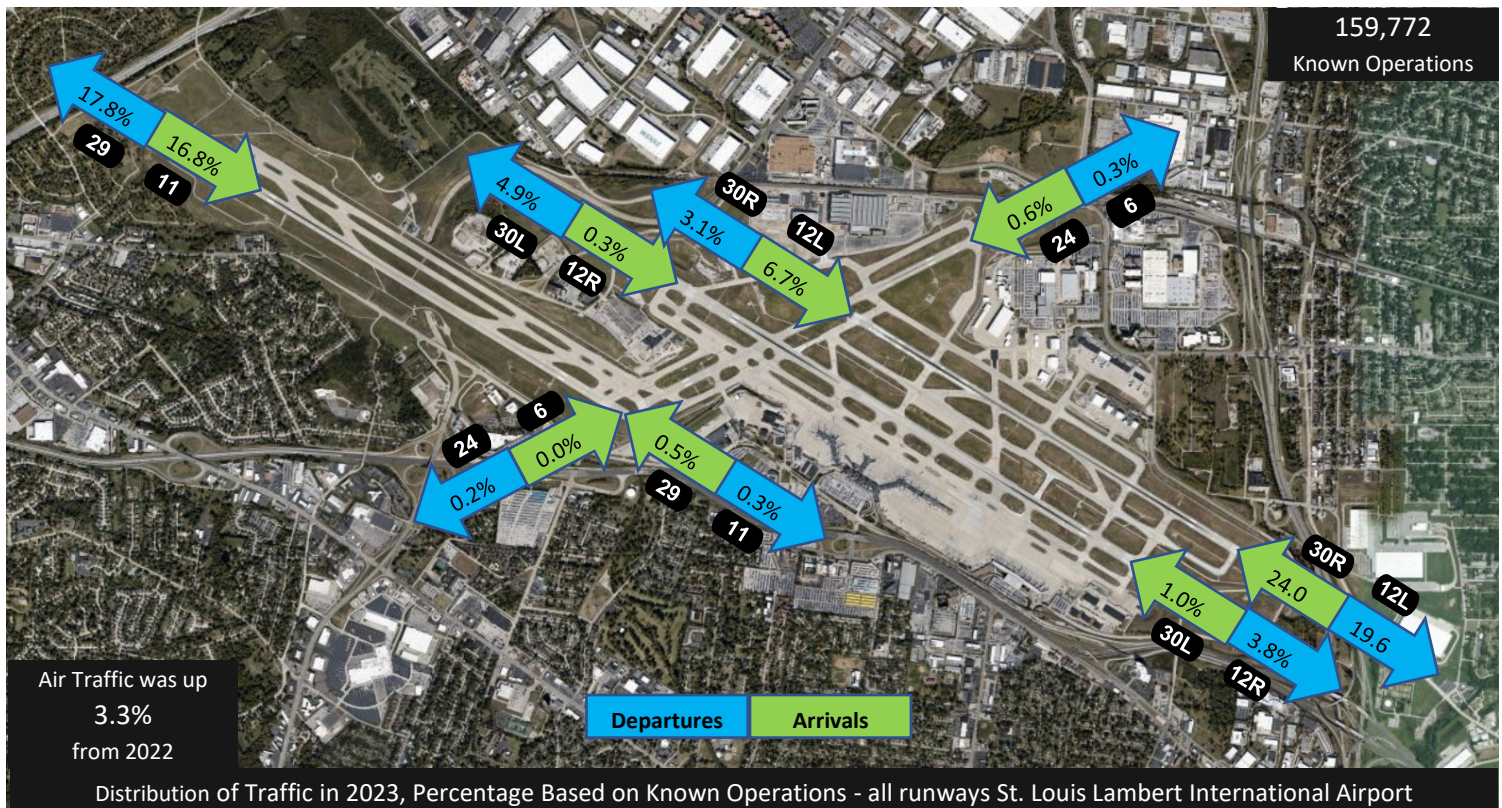 159,772
Known Operations
17.8%
16.8%
29
11
4.9%
0.3%
30L
12R
30R
12L
3.1%
6.7%
0.3%
0.6%
6
24
24
6
0.2%
0.0%
0.5%
0.3%
29
11
30R
12L
24.0
19.6
1.0%
3.8%
30L
12R
Air Traffic was up
3.3%
from 2022
Departures
Arrivals
Distribution of Traffic in 2023, Percentage Based on Known Operations - all runways St. Louis Lambert International Airport